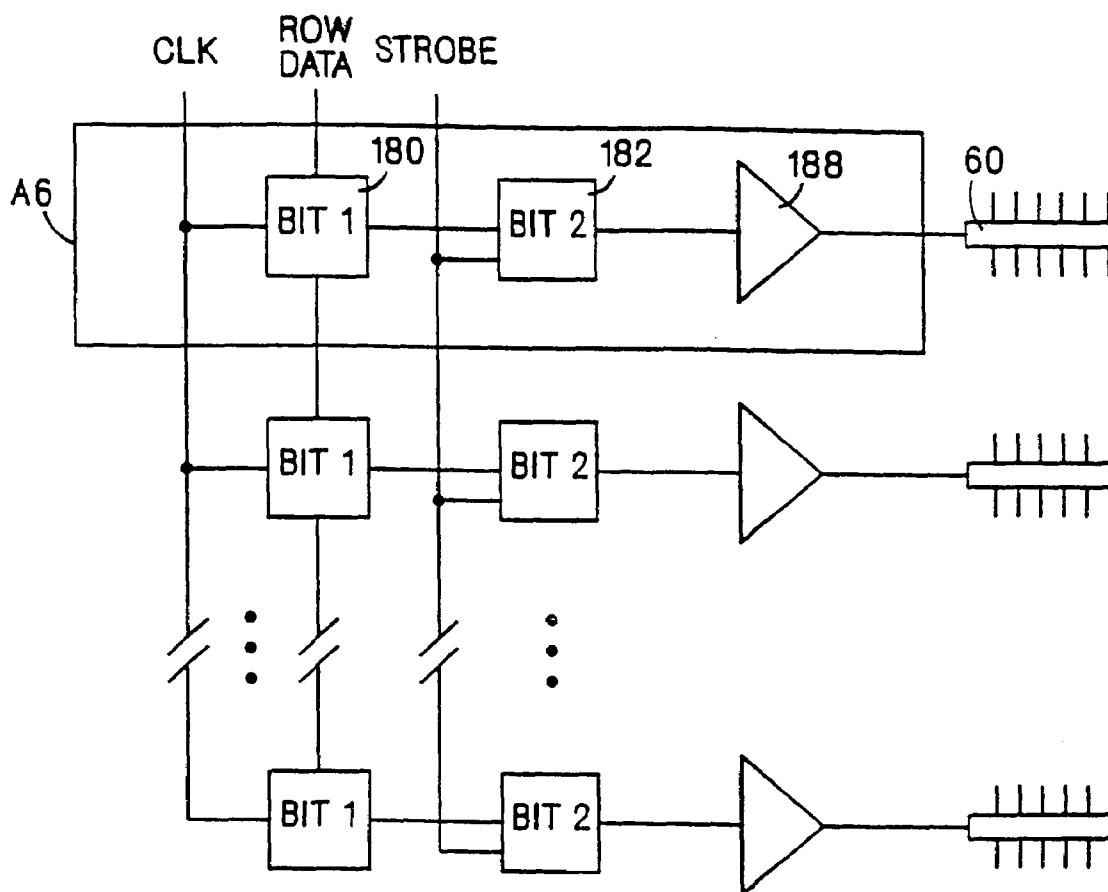 CLK
ROW
DATA
STROBE
180
182
188
60
A6
BIT 1
BIT 2
BIT 1
BIT 2
BIT 1
BIT 2